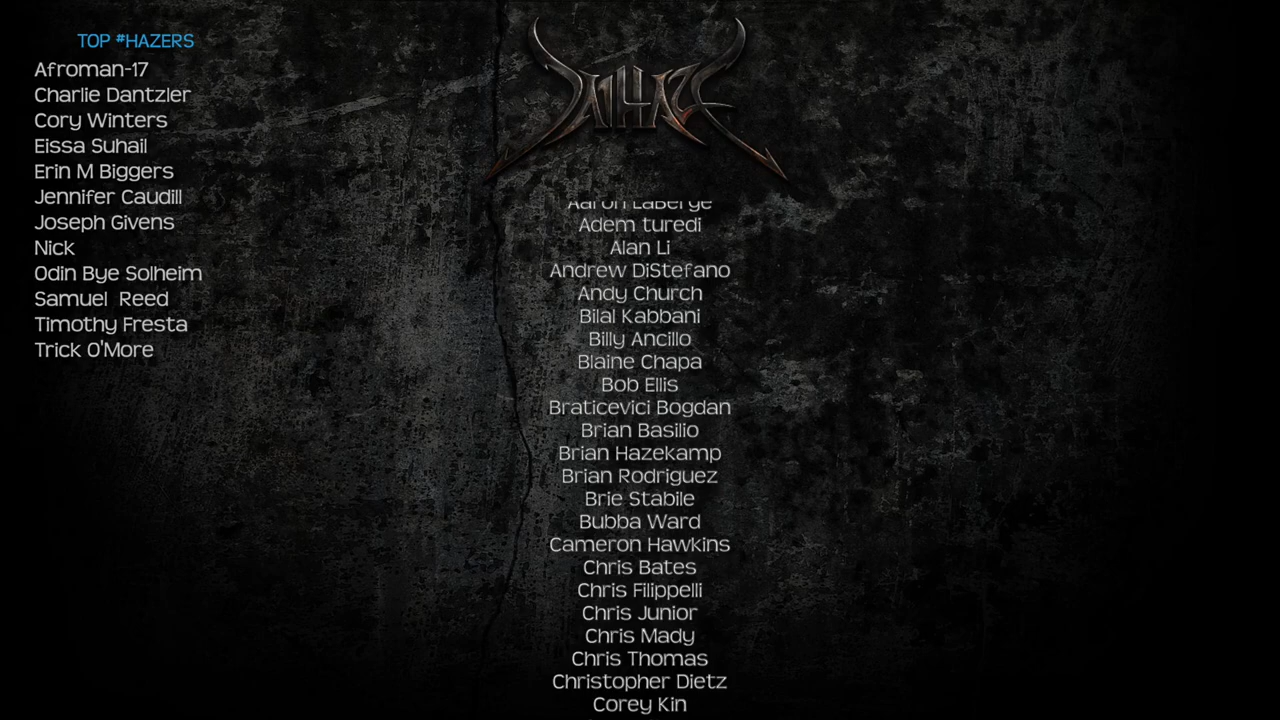 TOP #HAZERS
Afroman-17
Charlie Dantzler
Cory Winters
Eissa Suhail
Erin M Biggers
Jennifer Caudill
Joseph Givens
Nick
Odin Bye Solheim
Samuel Reed
Timothy Fresta
Trick O'More
Aaron LaBerge
Adem turedi
Alan Li
Andrew DiStefano
Andy Church
Bilal Kabbani
Billy Ancillo
Blaine Chapa
Bob Ellis
Braticevici Bogdan
Brian Basilio
Brian Hazekamp
Brian Rodriguez
Brie Stabile
Bubba Ward
Cameron Hawkins
Chris Bates
Chris Filippelli
Chris Junior
Chris Mady
Chris Thomas
Christopher Dietz
Corey Kin